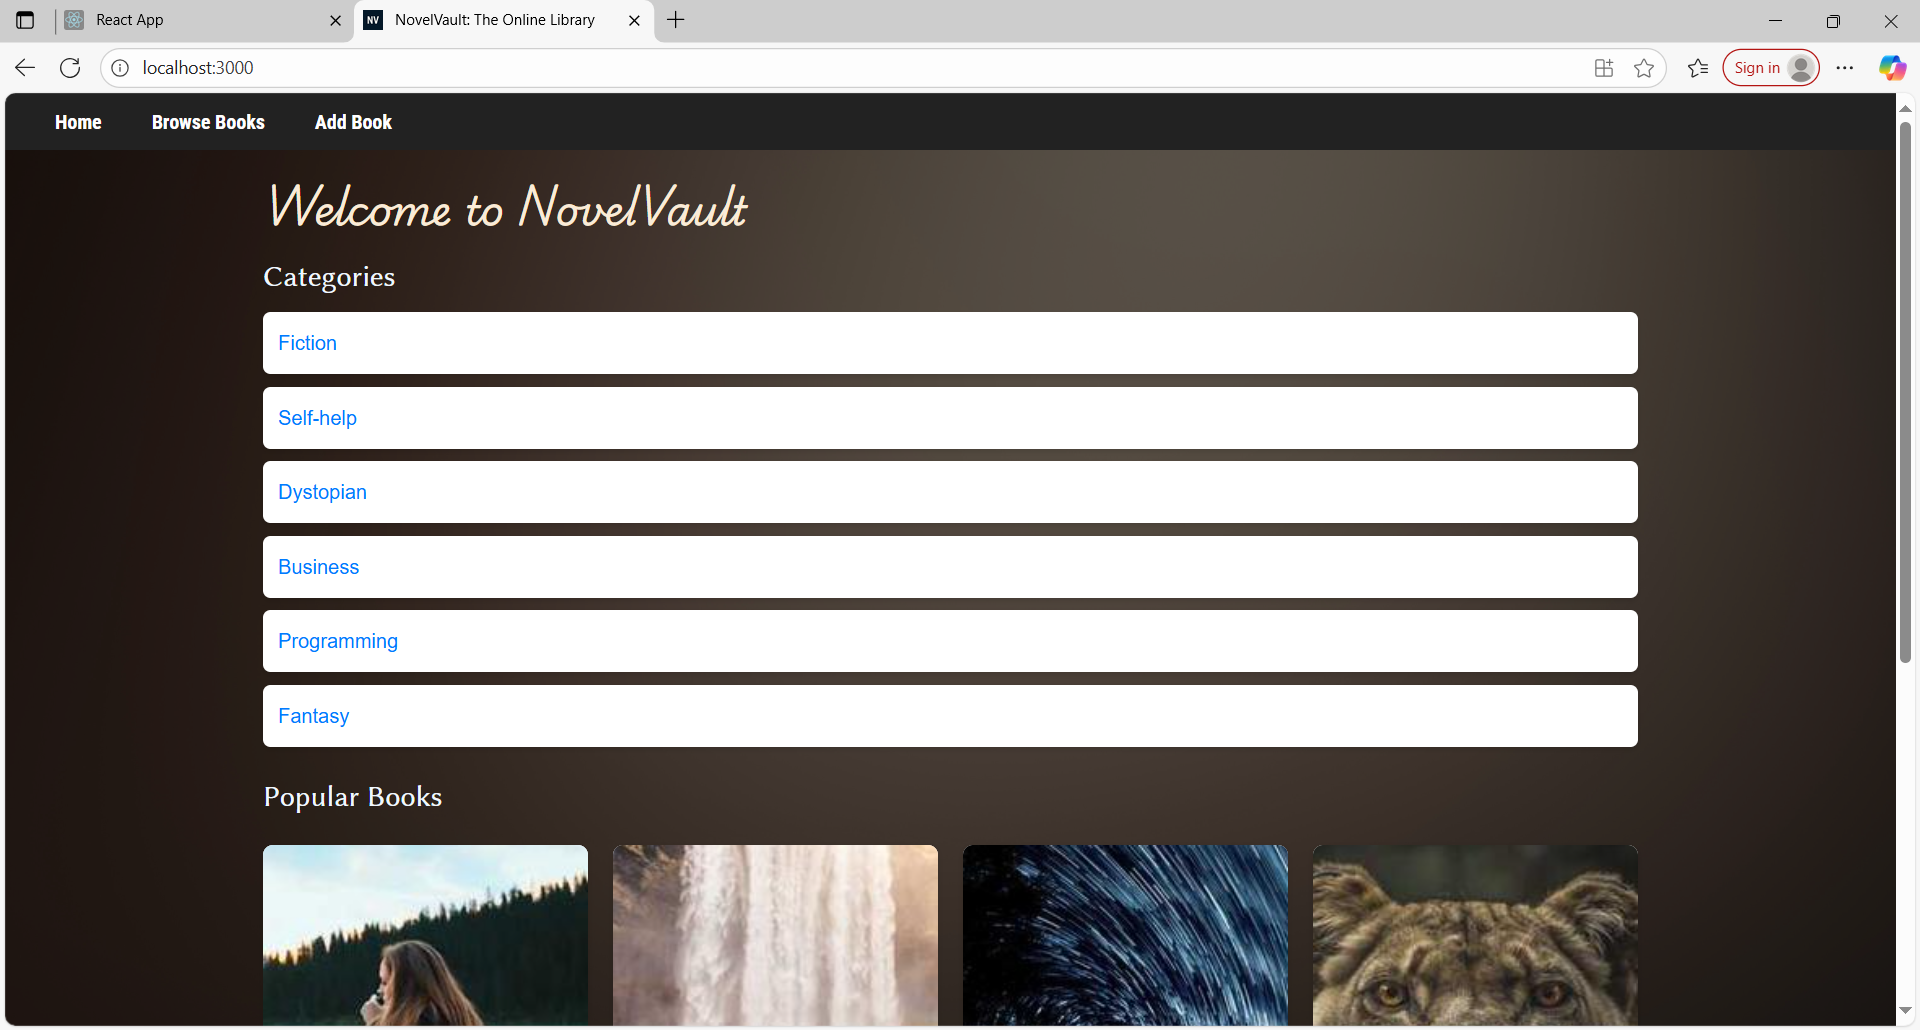 React App
NV NovelVault: The Online Library
localhost:3000
Sign in
Home Browse Books Add Book
Welcome to NovelVault
Categories
Fiction
Self-help
Dystopian
Business
Programming
Fantasy
Popular Books